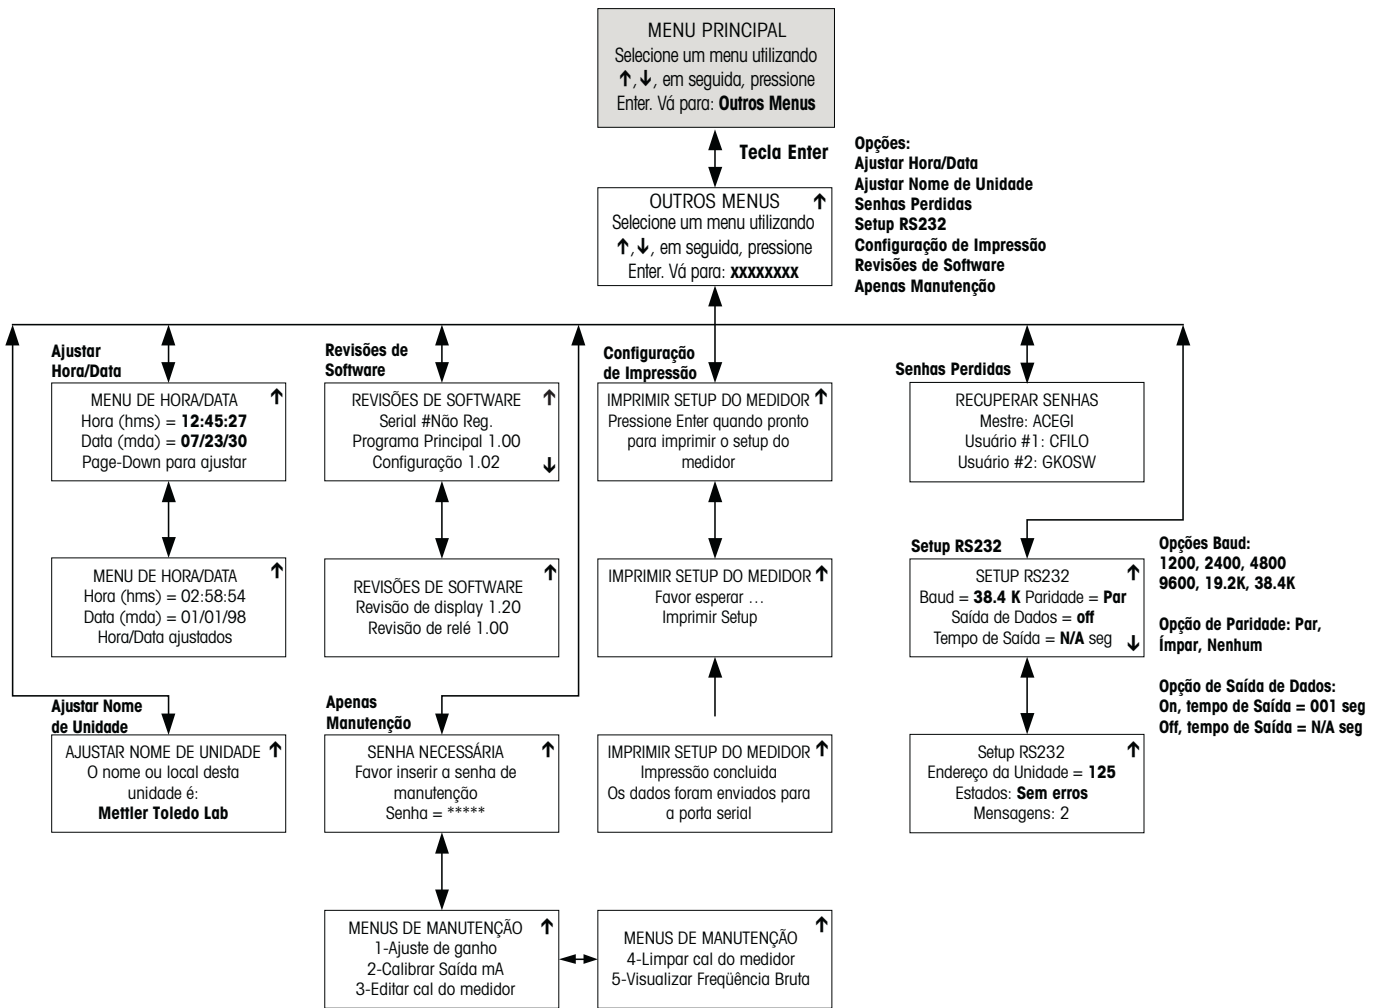 MENU PRINCIPAL
Selecione um menu utilizando
↑,↓, em seguida, pressione
Enter. Vá para: Outros Menus
Tecla Enter
Opções:
Ajustar Hora/Data
Ajustar Nome de Unidade
Senhas Perdidas
Setup RS232
Configuração de Impressão
Revisões de Software
Apenas Manutenção
OUTROS MENUS ↑
Selecione um menu utilizando
↑,↓, em seguida, pressione
Enter. Vá para: xxxxxxxx
Ajustar
Hora/Data
MENU DE HORA/DATA ↑
Hora (hms) = 12:45:27
Data (mda) = 07/23/30
Page-Down para ajustar
MENU DE HORA/DATA ↑
Hora (hms) = 02:58:54
Data (mda) = 01/01/98
Hora/Data ajustados
Ajustar Nome
de Unidade
AJUSTAR NOME DE UNIDADE ↑
O nome ou local desta
unidade é:
Mettler Toledo Lab
Revisões de
Software
REVISÕES DE SOFTWARE ↑
Serial #Não Reg.
Programa Principal 1.00
Configuração 1.02 ↓
REVISÕES DE SOFTWARE ↑
Revisão de display 1.20
Revisão de relé 1.00
Apenas
Manutenção
SENHA NECESSÁRIA ↑
Favor inserir a senha de
manutenção
Senha = *****
MENUS DE MANUTENÇÃO ↑
1-Ajuste de ganho
2-Calibrar Saída mA
3-Editar cal do medidor
MENUS DE MANUTENÇÃO ↑
4-Limpar cal do medidor
5-Visualizar Freqüência Bruta
Configuração
de Impressão
IMPRIMIR SETUP DO MEDIDOR ↑
Pressione Enter quando pronto
para imprimir o setup do
medidor
IMPRIMIR SETUP DO MEDIDOR ↑
Favor esperar ...
Imprimir Setup
IMPRIMIR SETUP DO MEDIDOR ↑
Impressão concluida
Os dados foram enviados para
a porta serial
Senhas Perdidas
RECUPERAR SENHAS
Mestre: ACEGI
Usuário #1: CFILO
Usuário #2: GKOSW
Setup RS232
SETUP RS232 ↑
Baud = 38.4 K Paridade = Par
Saída de Dados = off
Tempo de Saída = N/A seg ↓
Setup RS232 ↑
Endereço da Unidade = 125
Estados: Sem erros
Mensagens: 2
Opções Baud:
1200, 2400, 4800
9600, 19.2K, 38.4K
Opção de Paridade: Par,
Ímpar, Nenhum
Opção de Saída de Dados:
On, tempo de Saída = 001 seg
Off, tempo de Saída = N/A seg